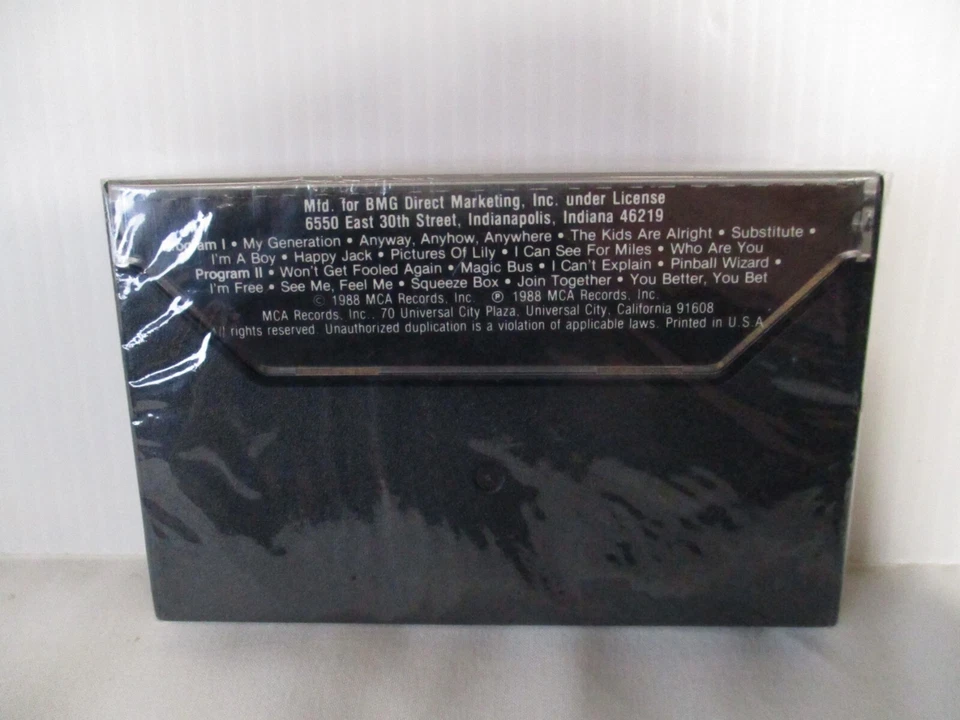 Mfd. for BMG Direct Marketing, Inc. under License
6550 East 30th Street, Indianapolis, Indiana 46219
Program I • My Generation • Anyway, Anyhow, Anywhere • The Kids Are Alright • Substitute •
I'm A Boy • Happy Jack • Pictures Of Lily • I Can See For Miles • Who Are You
Program II • Won't Get Fooled Again • Magic Bus • I Can't Explain • Pinball Wizard •
I'm Free • See Me, Feel Me • Squeeze Box • Join Together • You Better, You Bet
© 1988 MCA Records, Inc. ℗ 1988 MCA Records, Inc.
MCA Records, Inc., 70 Universal City Plaza, Universal City, California 91608
All rights reserved. Unauthorized duplication is a violation of applicable laws. Printed in U.S.A.